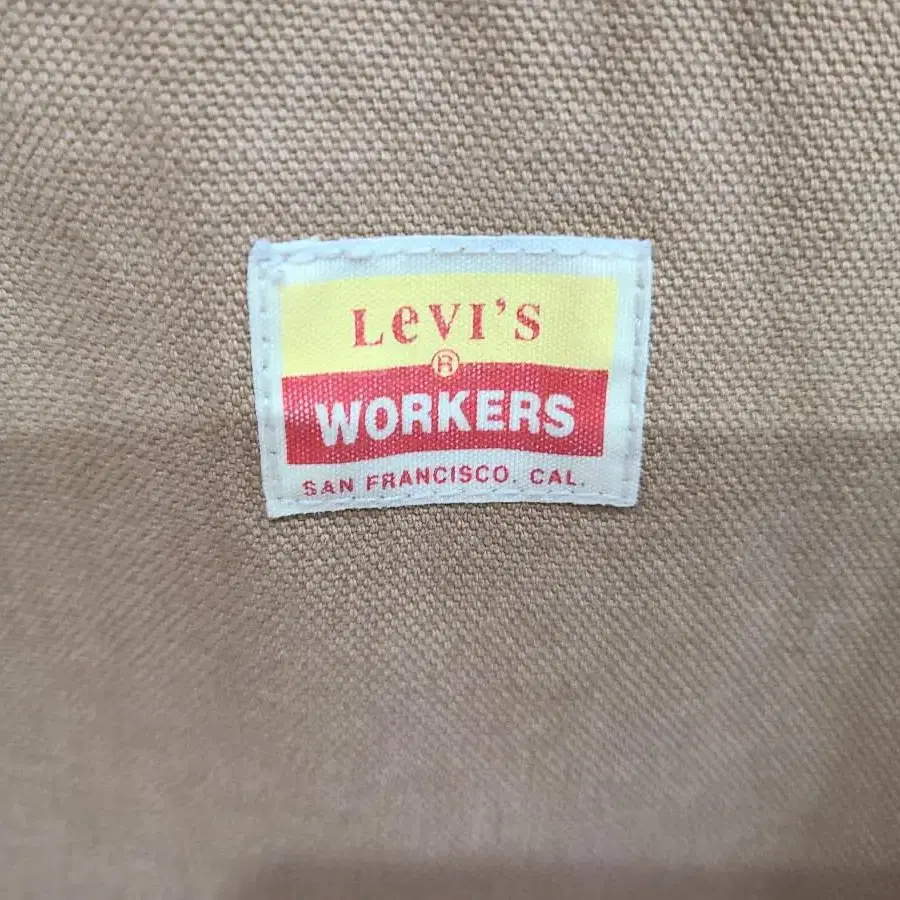 LeVI'S
®
WORKERS
SAN FRANCISCO. CAL.